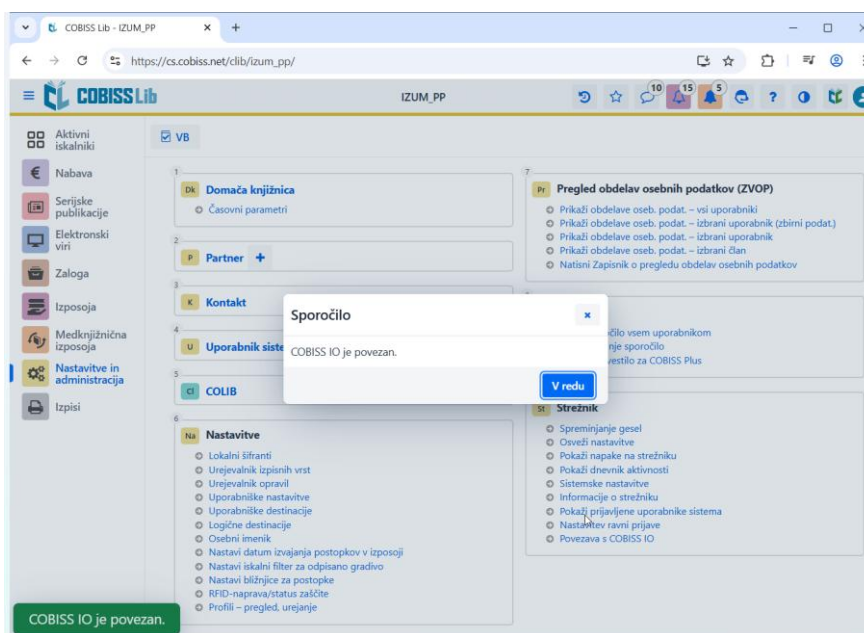 COBISS Lib - IZUM_PP
https://cs.cobiss.net/clib/izum_pp/
COBISS Lib
IZUM_PP
10
15
5
?
Aktivni
iskalniki
Nabava
Serijske
publikacije
Elektronski
viri
Zaloga
Izposoja
Medknjižnična
izposoja
Nastavitve in
administracija
Izpisi
VB
1
Dk Domača knjižnica
Časovni parametri
2
P Partner +
3
K Kontakt
4
U Uporabnik siste
5
Cl COLIB
6
Na Nastavitve
Lokalni šifranti
Urejevalnik izpisnih vrst
Urejevalnik opravil
Uporabniške nastavitve
Uporabniške destinacije
Logične destinacije
Osebni imenik
Nastavi datum izvajanja postopkov v izposoji
Nastavi iskalni filter za odpisano gradivo
Nastavi bližnjice za postopke
RFID-naprava/status zaščite
Profili – pregled, urejanje
7
Pr Pregled obdelav osebnih podatkov (ZVOP)
Prikaži obdelave oseb. podat. – vsi uporabniki
Prikaži obdelave oseb. podat. – izbrani uporabnik (zbirni podat.)
Prikaži obdelave oseb. podat. – izbrani uporabnik
Prikaži obdelave oseb. podat. – izbrani član
Natisni Zapisnik o pregledu obdelav osebnih podatkov
čilo vsem uporabnikom
nje sporočilo
vestilo za COBISS Plus
St Strežnik
Spreminjanje gesel
Osveži nastavitve
Pokaži napake na strežniku
Pokaži dnevnik aktivnosti
Sistemske nastavitve
Informacije o strežniku
Pokaži prijavljene uporabnike sistema
Nastavitev ravni prijave
Povezava s COBISS IO
Sporočilo
COBISS IO je povezan.
V redu
COBISS IO je povezan.